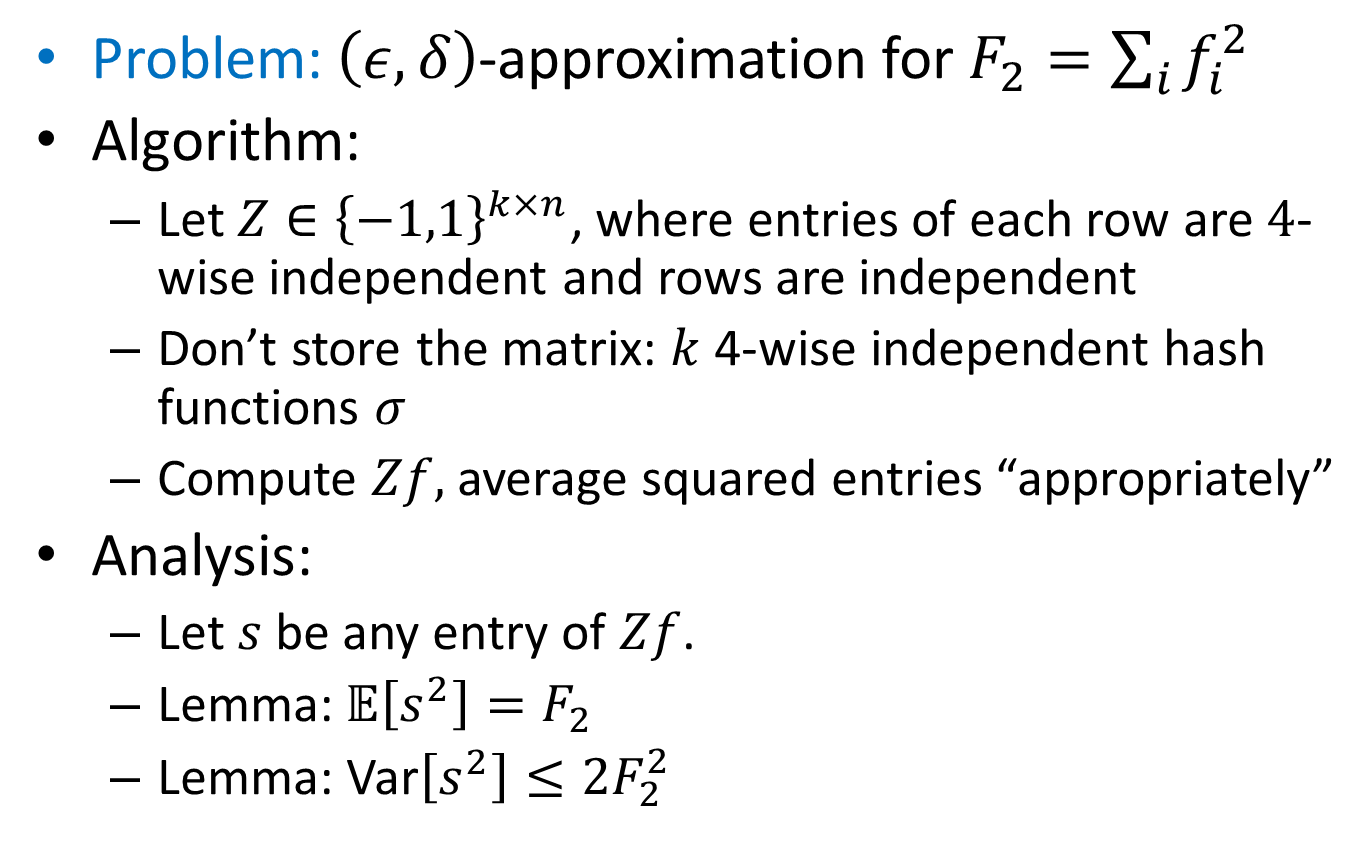 • Problem: (ϵ, δ)-approximation for F₂ = ∑ᵢ fᵢ²
• Algorithm:
– Let Z ∈ {−1,1}ᵏˣⁿ, where entries of each row are 4-
wise independent and rows are independent
– Don't store the matrix: k 4-wise independent hash
functions σ
– Compute Zf, average squared entries “appropriately”
• Analysis:
– Let s be any entry of Zf.
– Lemma: 𝔼[s²] = F₂
– Lemma: Var[s²] ≤ 2F₂²